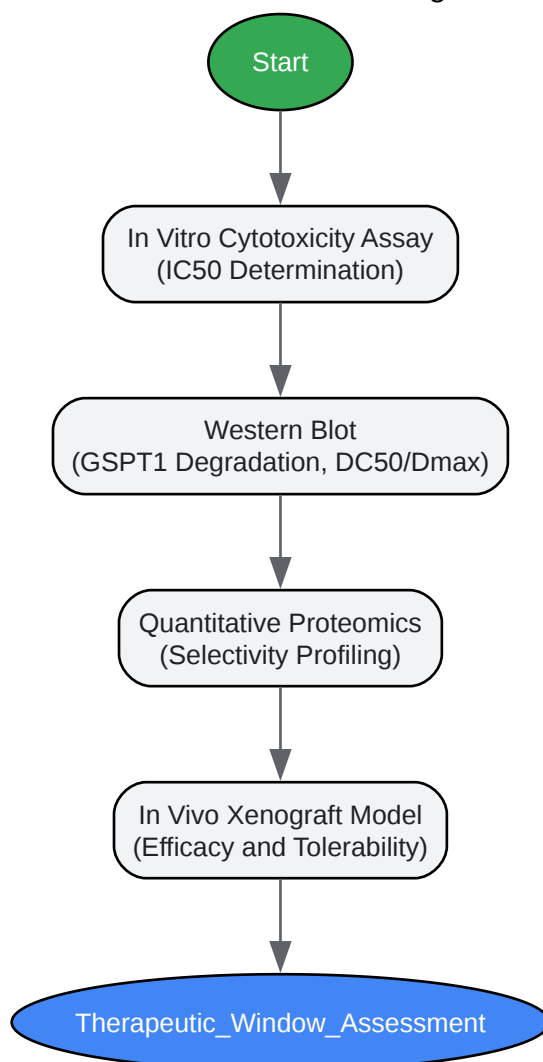 Start
In Vitro Cytotoxicity Assay
(IC50 Determination)
Western Blot
(GSPT1 Degradation, DC50/Dmax)
Quantitative Proteomics
(Selectivity Profiling)
In Vivo Xenograft Model
(Efficacy and Tolerability)
Therapeutic_Window_Assessment